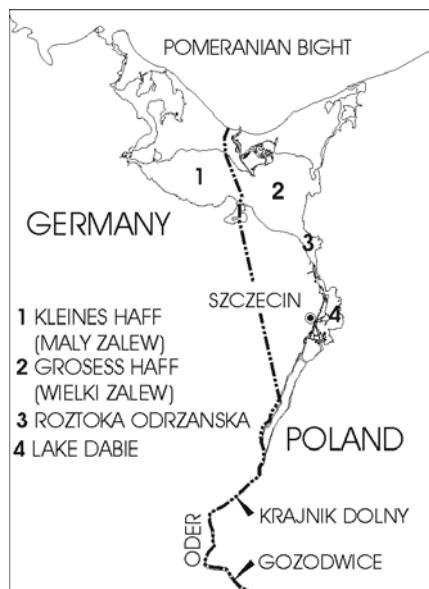 POMERANIAN BIGHT
1
2
GERMANY
3
SZCZECIN
4
1 KLEINES HAFF
(MALY ZALEW)
2 GROSESS HAFF
(WIELKI ZALEW)
3 ROZTOKA ODRZANSKA
4 LAKE DABIE
POLAND
KRAJNIK DOLNY
ODER
GOZODWICE